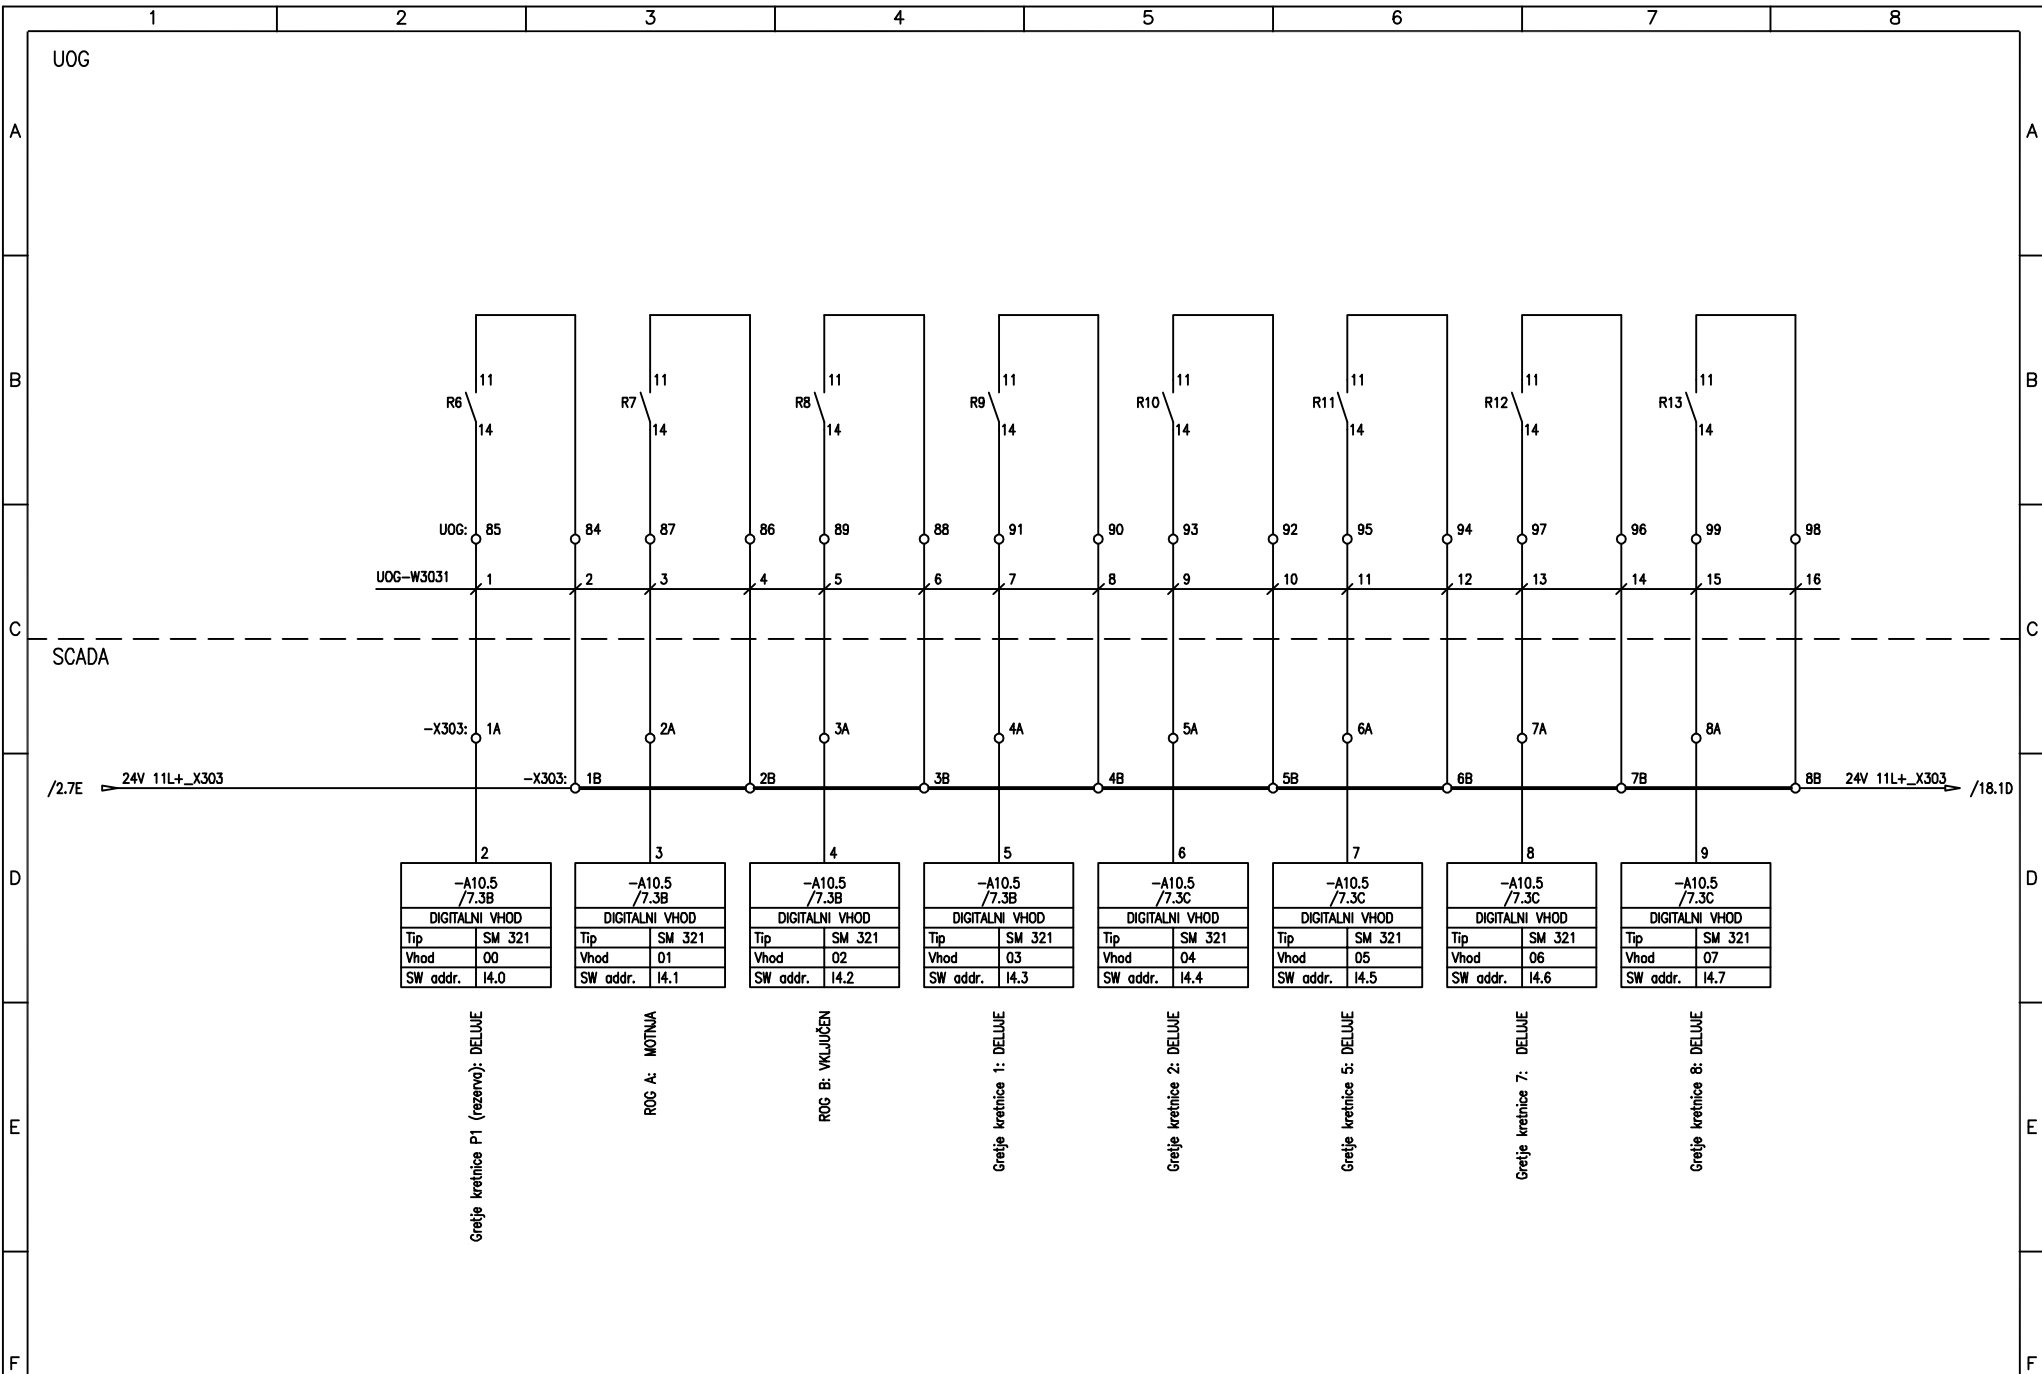 1 2 3 4 5 6 7 8
UOG
A A
B B
11 11 11 11 11 11 11 11
R6 R7 R8 R9 R10 R11 R12 R13
14 14 14 14 14 14 14 14
UOG: 85 84 87 86 89 88 91 90 93 92 95 94 97 96 99 98
UOG-W3031 1 2 3 4 5 6 7 8 9 10 11 12 13 14 15 16
C C
SCADA
-X303: 1A 2A 3A 4A 5A 6A 7A 8A
/2.7E 24V 11L+_X303 -X303: 1B 2B 3B 4B 5B 6B 7B 8B 24V 11L+_X303 /18.1D
2 3 4 5 6 7 8 9
D D
-A10.5 -A10.5 -A10.5 -A10.5 -A10.5 -A10.5 -A10.5 -A10.5
/7.3B /7.3B /7.3B /7.3B /7.3C /7.3C /7.3C /7.3C
DIGITALNI VHOD DIGITALNI VHOD DIGITALNI VHOD DIGITALNI VHOD DIGITALNI VHOD DIGITALNI VHOD DIGITALNI VHOD DIGITALNI VHOD
Tip SM 321 Tip SM 321 Tip SM 321 Tip SM 321 Tip SM 321 Tip SM 321 Tip SM 321 Tip SM 321
Vhod 00 Vhod 01 Vhod 02 Vhod 03 Vhod 04 Vhod 05 Vhod 06 Vhod 07
SW addr. I4.0 SW addr. I4.1 SW addr. I4.2 SW addr. I4.3 SW addr. I4.4 SW addr. I4.5 SW addr. I4.6 SW addr. I4.7
Gretje kretnice P1 (rezerva): DELUJE
ROG A: MOTNJA
ROG B: VKLJUČEN
Gretje kretnice 1: DELUJE
Gretje kretnice 2: DELUJE
Gretje kretnice 5: DELUJE
Gretje kretnice 7: DELUJE
Gretje kretnice 8: DELUJE
E E
F F